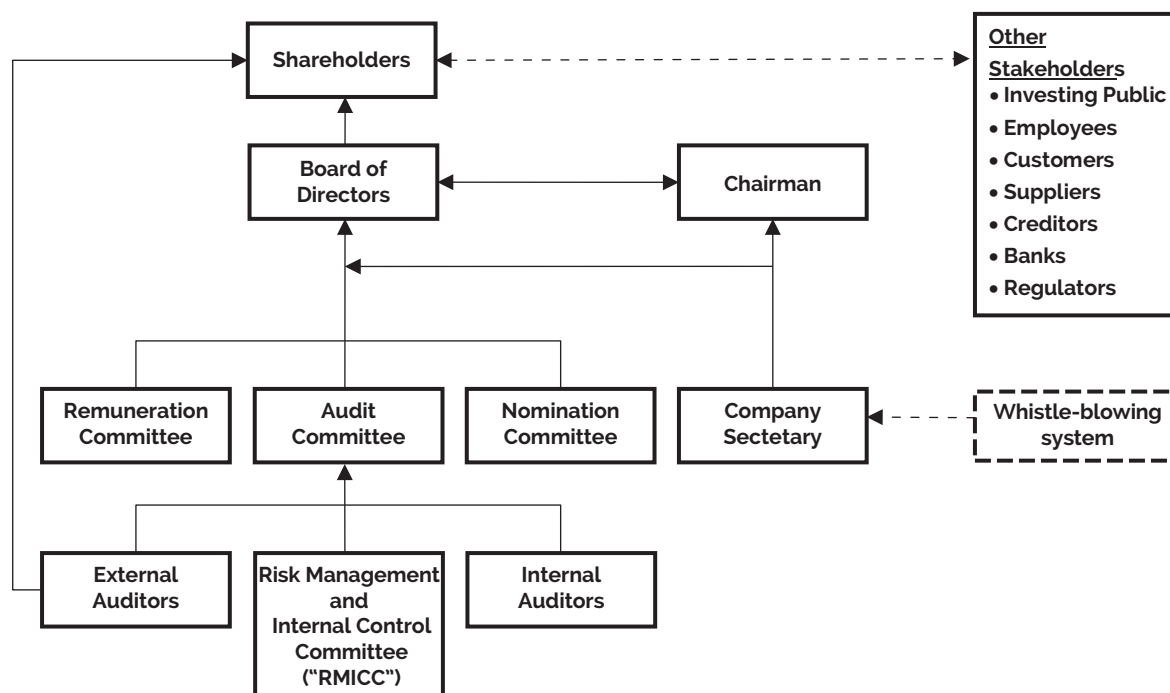 Shareholders
Other
Stakeholders
• Investing Public
• Employees
• Customers
• Suppliers
• Creditors
• Banks
• Regulators
Board of
Directors
Chairman
Remuneration
Committee
Audit
Committee
Nomination
Committee
Company
Sectetary
Whistle-blowing
system
External
Auditors
Risk Management
and
Internal Control
Committee
(“RMICC”)
Internal
Auditors